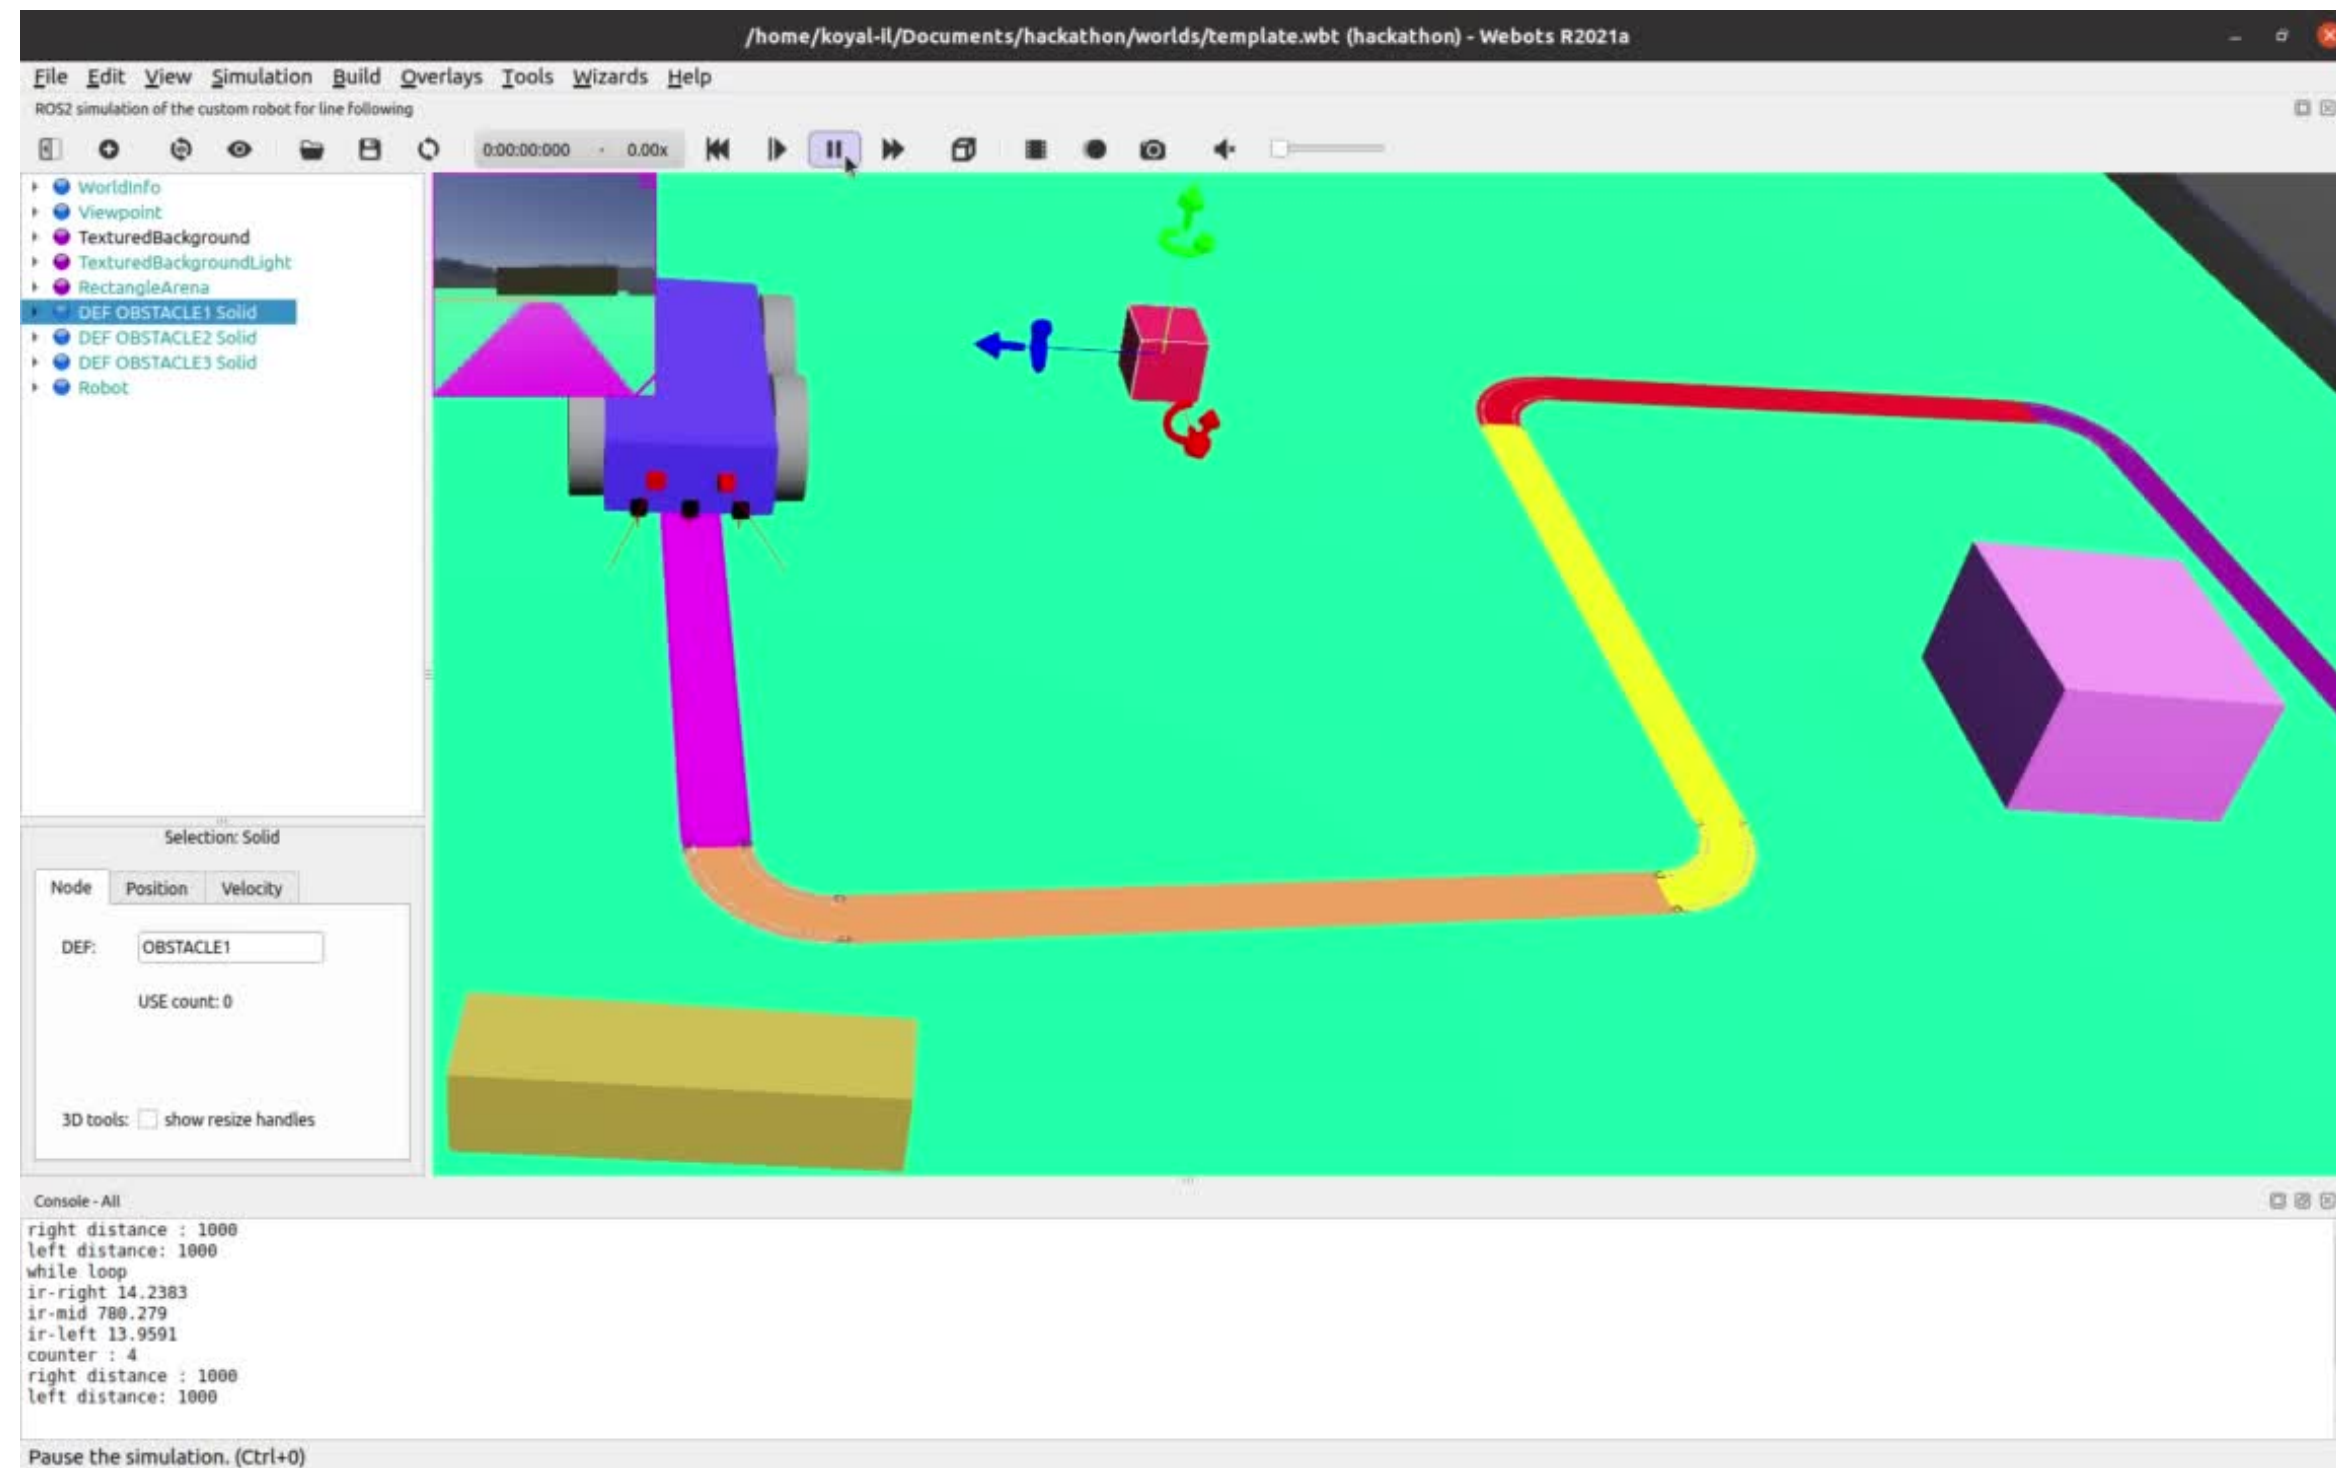 /home/koyal-il/Documents/hackathon/worlds/template.wbt (hackathon) - Webots R2021a
File Edit View Simulation Build Overlays Tools Wizards Help
ROS2 simulation of the custom robot for line following
0:00:00:000 - 0.00x
WorldInfo
Viewpoint
TexturedBackground
TexturedBackgroundLight
RectangleArena
DEF OBSTACLE1 Solid
DEF OBSTACLE2 Solid
DEF OBSTACLE3 Solid
Robot
Selection: Solid
Node Position Velocity
DEF: OBSTACLE1
USE count: 0
3D tools: show resize handles
Console - All
right distance : 1000
left distance: 1000
while loop
ir-right 14.2383
ir-mid 780.279
ir-left 13.9591
counter : 4
right distance : 1000
left distance: 1000
Pause the simulation. (Ctrl+0)